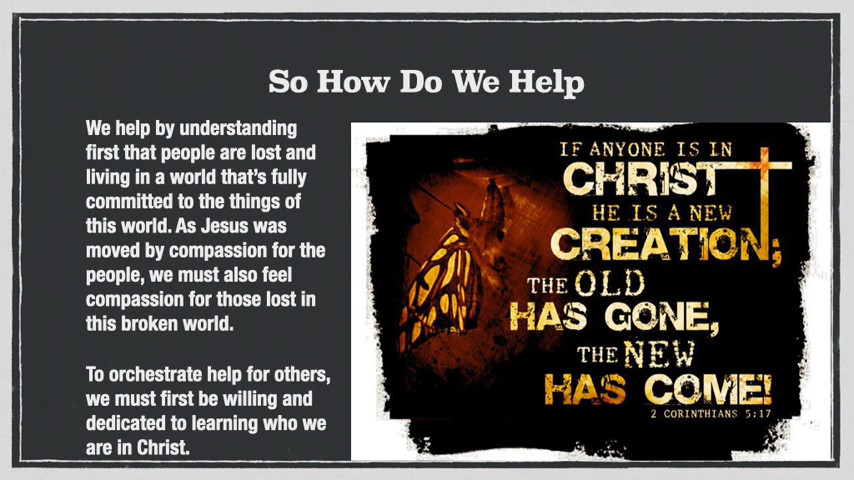 So How Do We Help
We help by understanding
first that people are lost and
living in a world that's fully
committed to the things of
this world. As Jesus was
moved by compassion for the
people, we must also feel
compassion for those lost in
this broken world.
To orchestrate help for others,
we must first be willing and
dedicated to learning who we
are in Christ.
IF ANYONE IS IN
CHRIST
HE IS A NEW
CREATION;
THE OLD
HAS GONE,
THE NEW
HAS COME!
2 CORINTHIANS 5:17